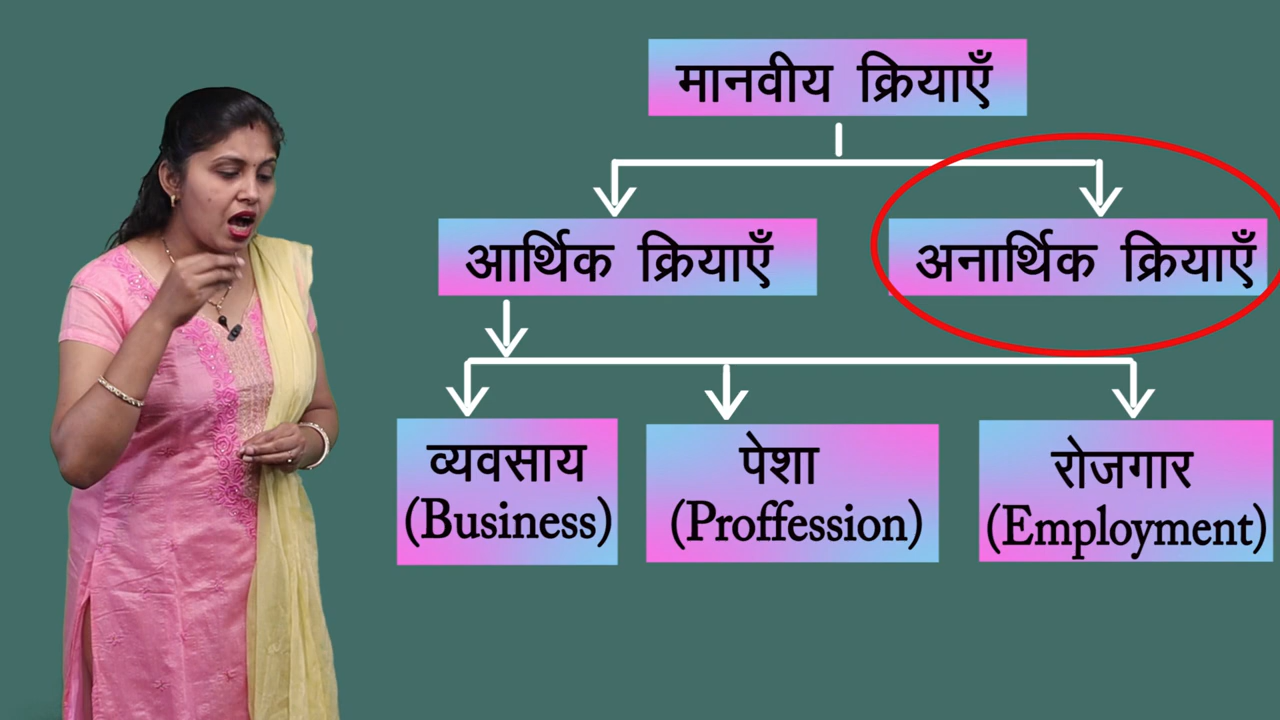 मानवीय क्रियाएँ
आर्थिक क्रियाएँ
अनार्थिक क्रियाएँ
व्यवसाय
(Business)
पेशा
(Proffession)
रोजगार
(Employment)